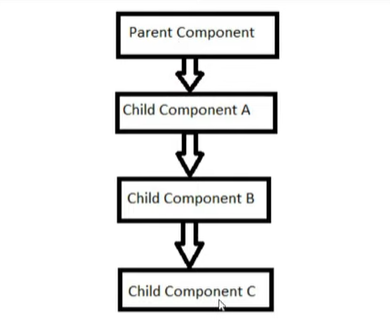 Parent Component
Child Component A
Child Component B
Child Component C